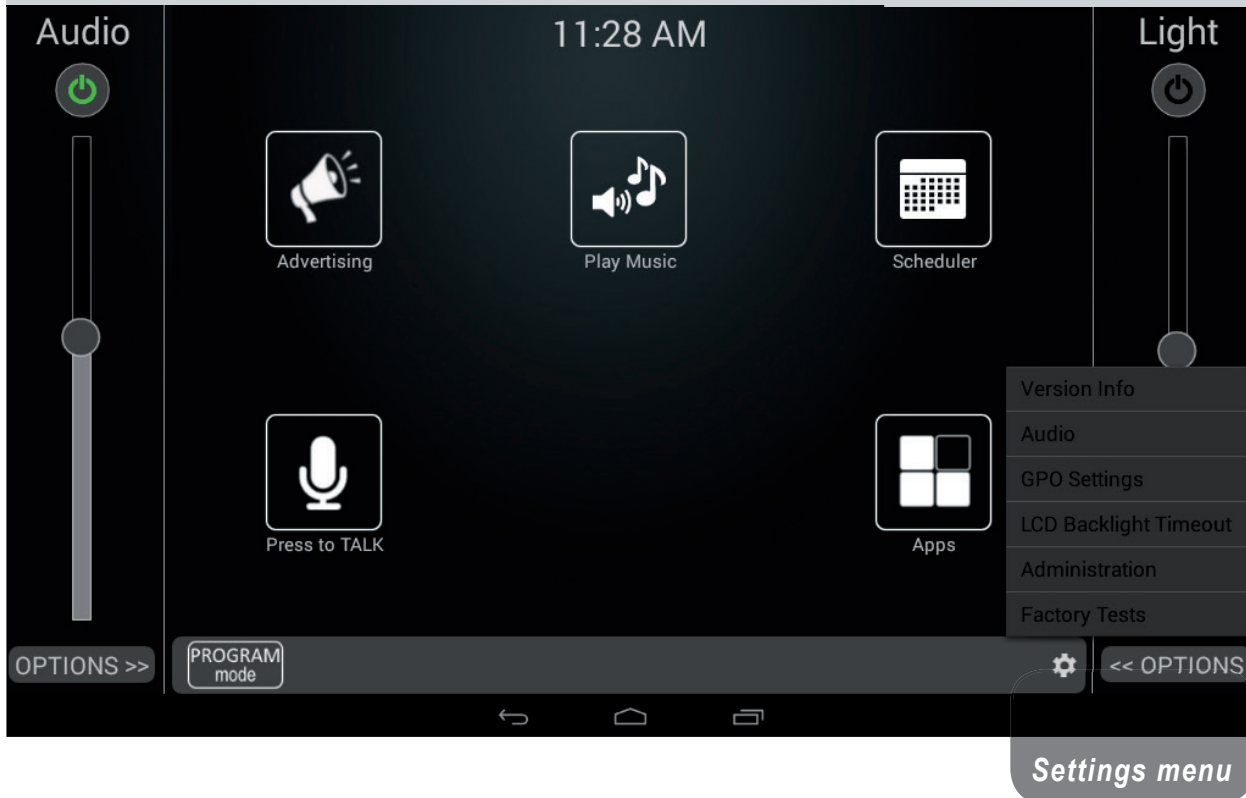 Audio
11:28 AM
Light
Advertising
Play Music
Scheduler
Press to TALK
Apps
Version Info
Audio
GPO Settings
LCD Backlight Timeout
Administration
Factory Tests
OPTIONS >>
PROGRAM
mode
<< OPTIONS
Settings menu